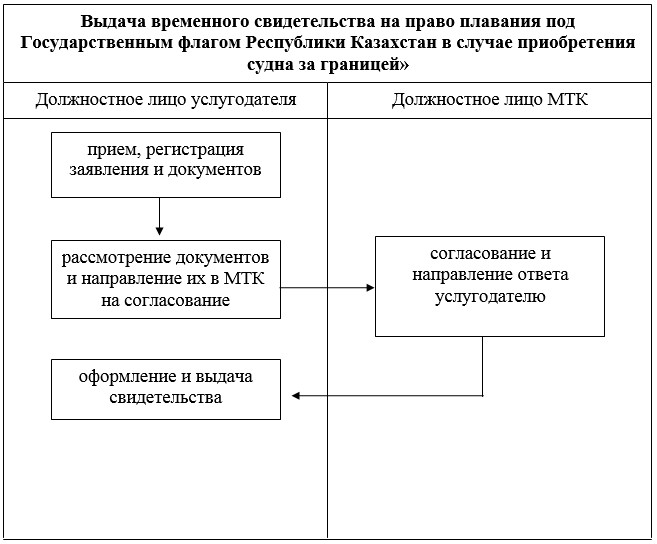 Выдача временного свидетельства на право плавания под
Государственным флагом Республики Казахстан в случае приобретения
судна за границей»
Должностное лицо услугодателя
Должностное лицо МТК
прием, регистрация
заявления и документов
рассмотрение документов
и направление их в МТК
на согласование
согласование и
направление ответа
услугодателю
оформление и выдача
свидетельства